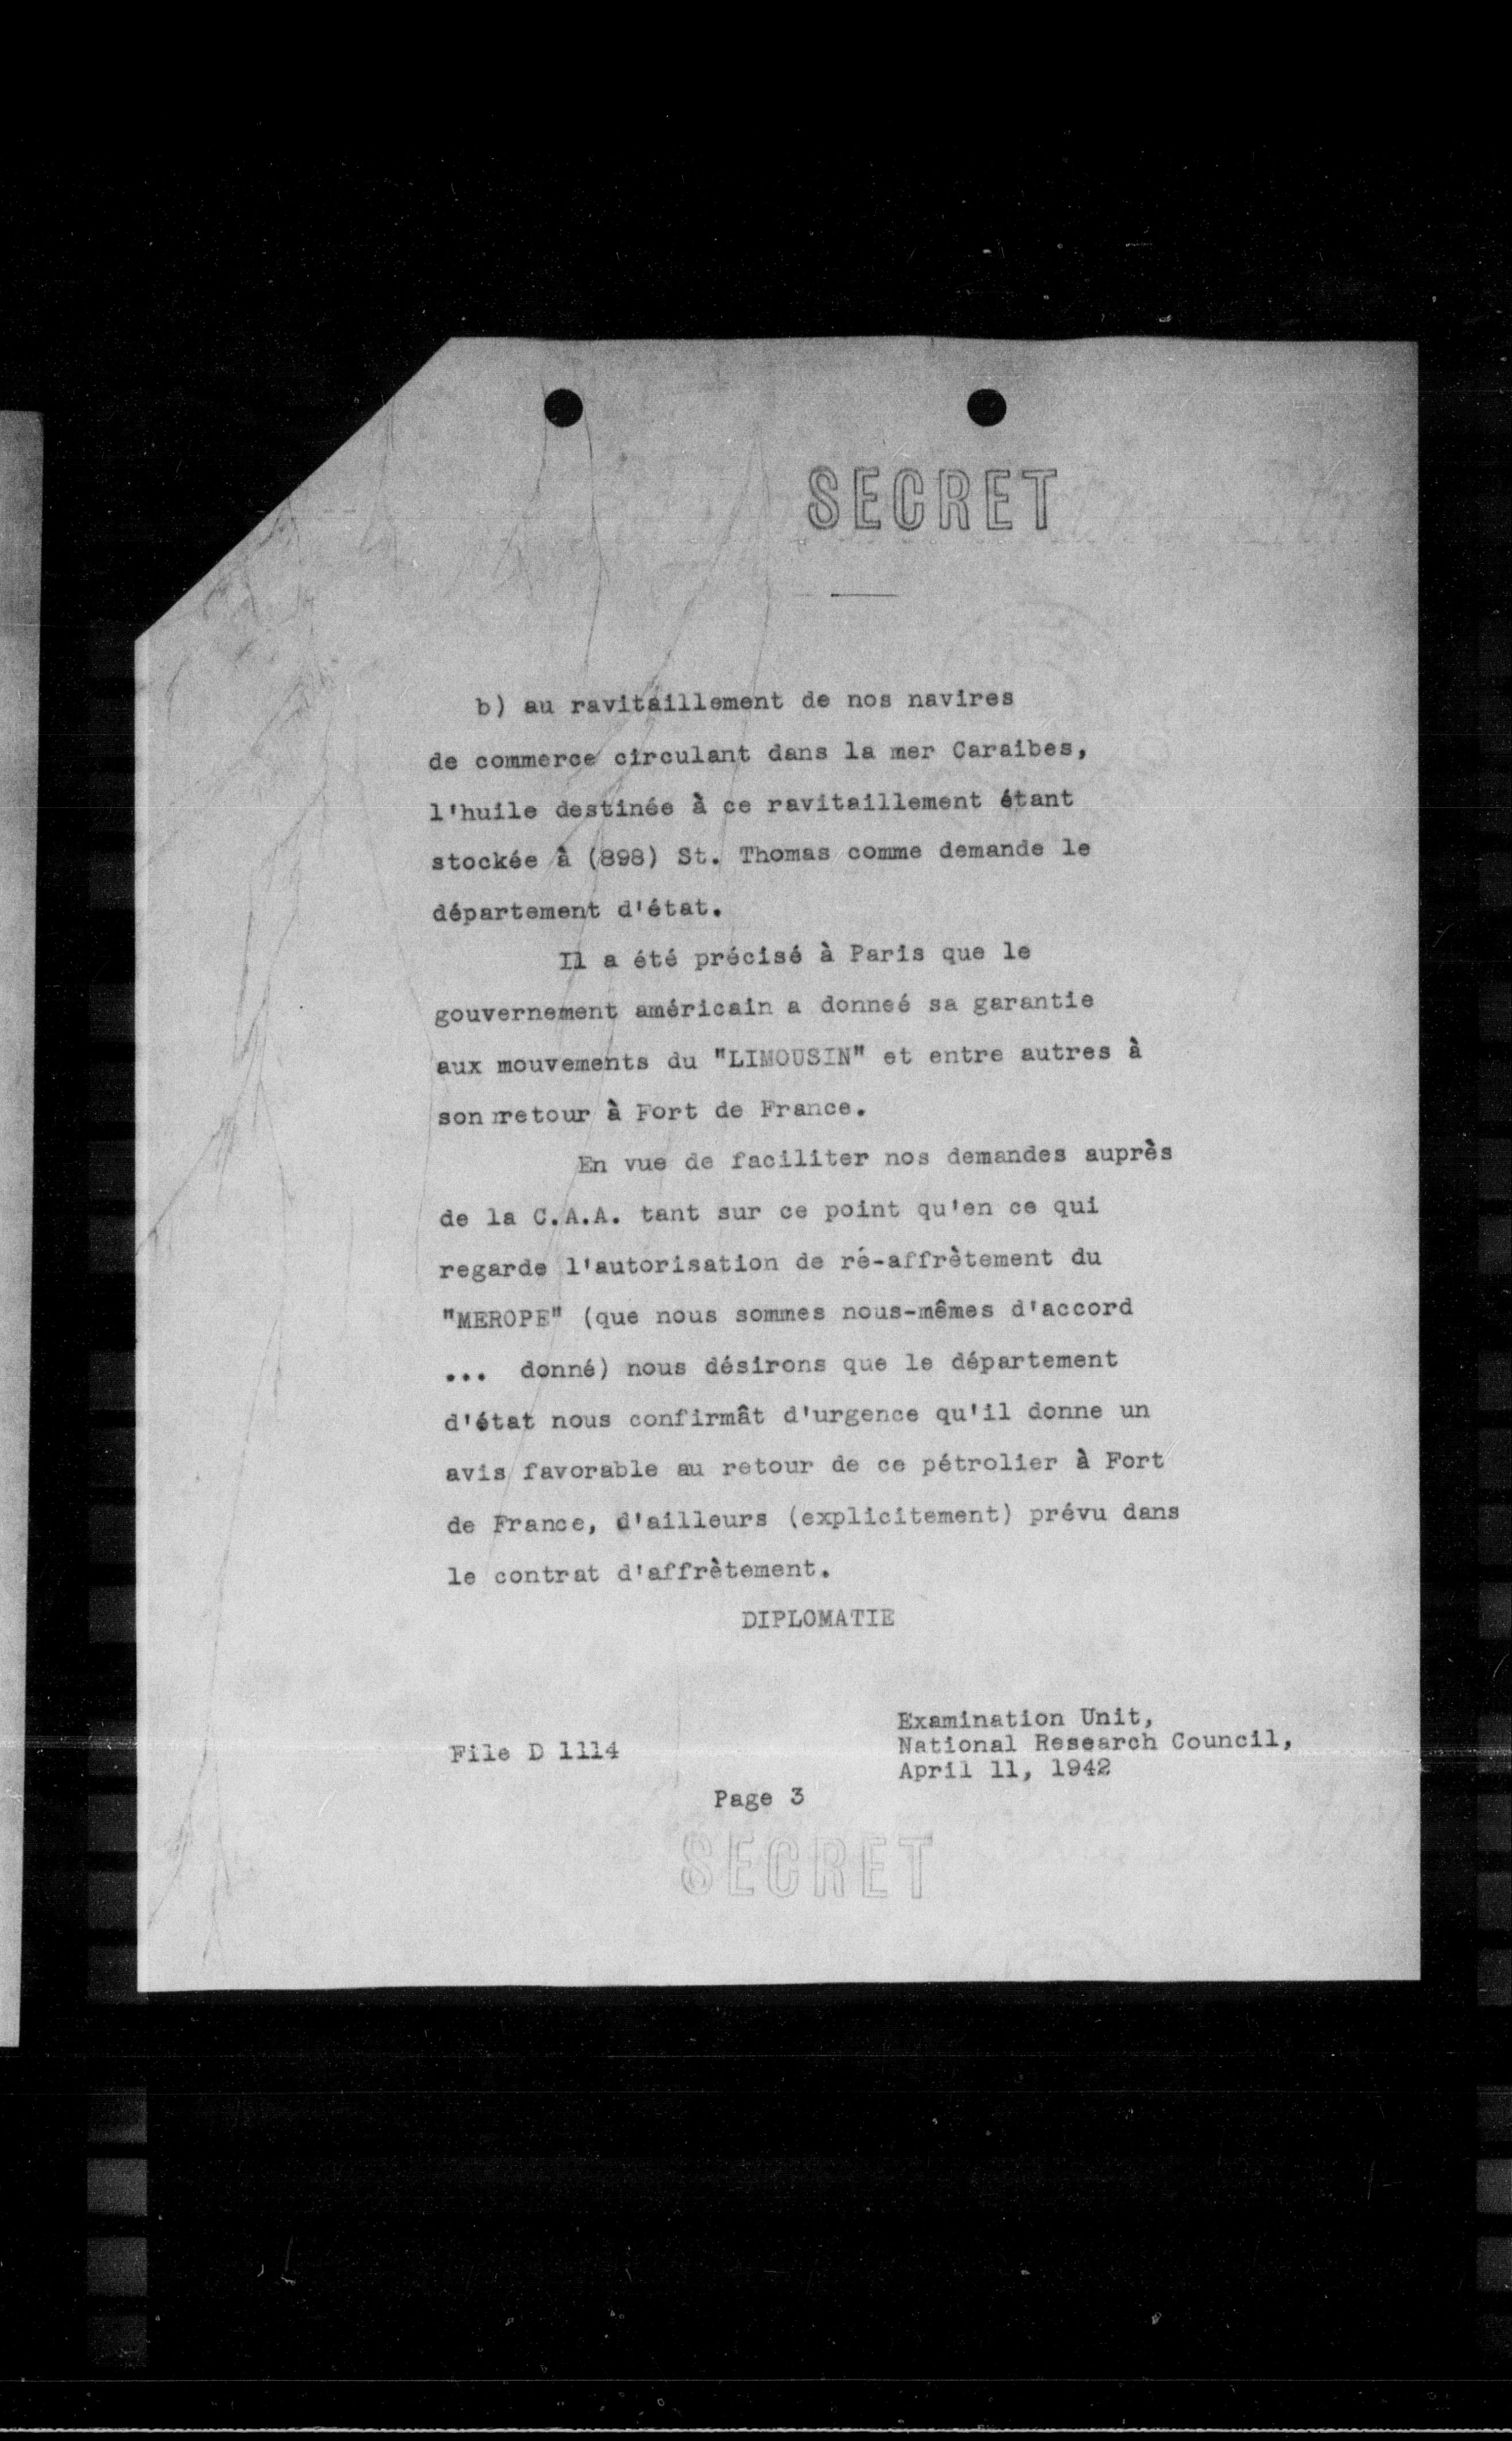 SECRET
b) au ravitaillement de nos navires
de commerce circulant dans la mer Caraibes,
l'huile destinée à ce ravitaillement étant
stockée à (898) St. Thomas comme demande le
département d'état.
Il a été précisé à Paris que le
gouvernement américain a donneé sa garantie
aux mouvements du "LIMOUSIN" et entre autres à
son rretour à Fort de France.
En vue de faciliter nos demandes auprès
de la C.A.A. tant sur ce point qu'en ce qui
regarde l'autorisation de ré-affrètement du
"MEROPE" (que nous sommes nous-mêmes d'accord
... donné) nous désirons que le département
d'état nous confirmât d'urgence qu'il donne un
avis favorable au retour de ce pétrolier à Fort
de France, d'ailleurs (explicitement) prévu dans
le contrat d'affrètement.
DIPLOMATIE
Examination Unit,
National Research Council,
April 11, 1942
File D 1114
Page 3
SECRET